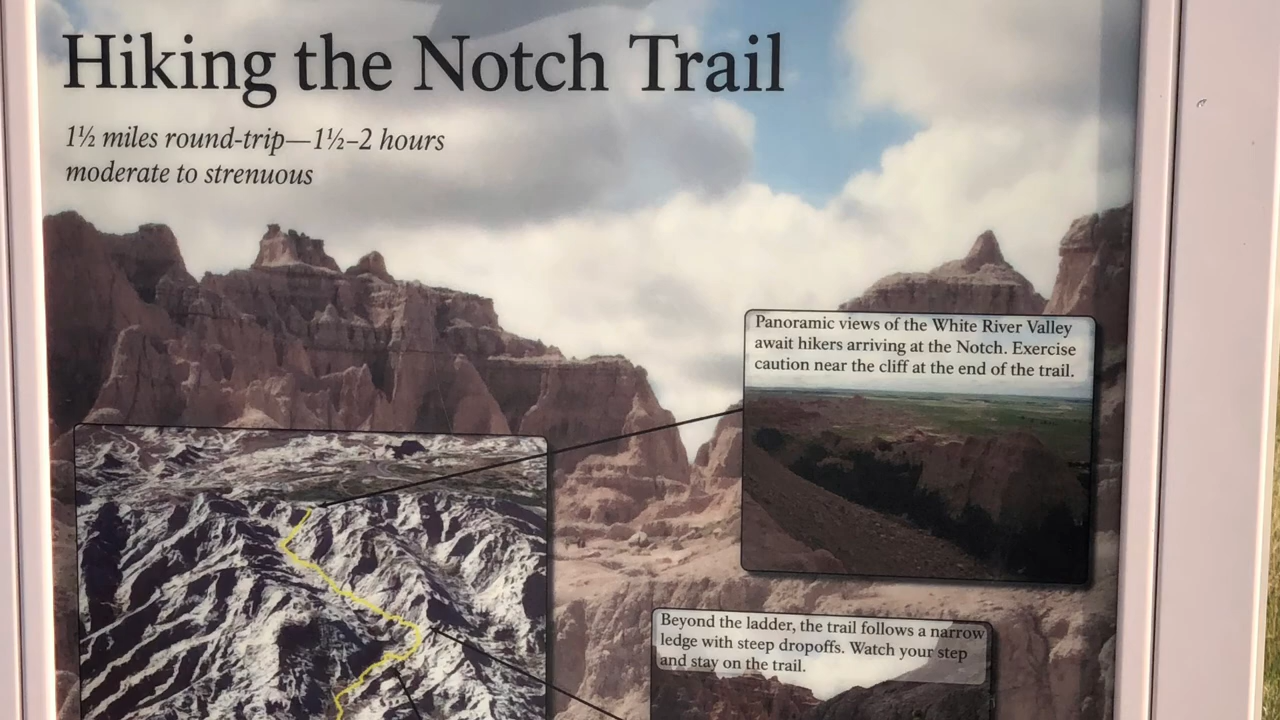 Hiking the Notch Trail
1½ miles round-trip—1½–2 hours
moderate to strenuous
Panoramic views of the White River Valley
await hikers arriving at the Notch. Exercise
caution near the cliff at the end of the trail.
Beyond the ladder, the trail follows a narrow
ledge with steep dropoffs. Watch your step
and stay on the trail.